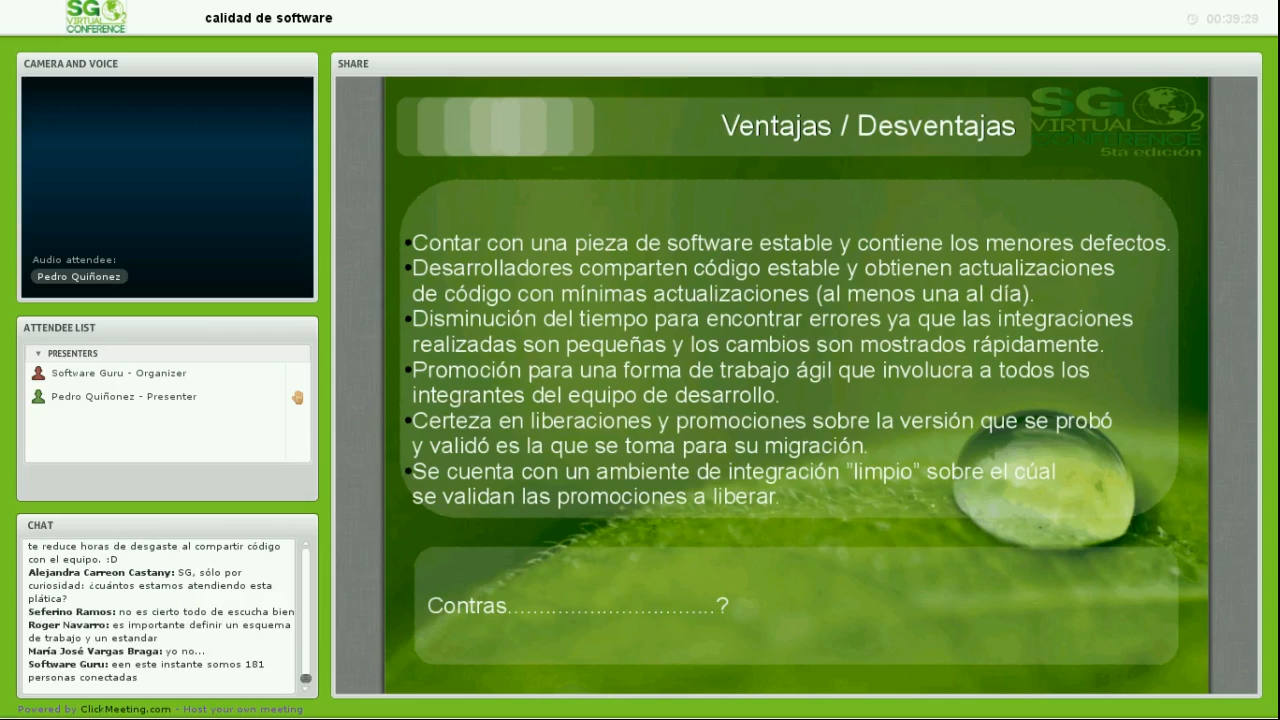 SG
VIRTUAL
CONFERENCE
calidad de software
00:39:29
CAMERA AND VOICE
Audio attendee:
Pedro Quiñonez
ATTENDEE LIST
PRESENTERS
Software Guru - Organizer
Pedro Quiñonez - Presenter
CHAT
te reduce horas de desgaste al compartir código
con el equipo. :D
Alejandra Carreon Castany: SG, sólo por
curiosidad: ¿cuántos estamos atendiendo esta
plática?
Seferino Ramos: no es cierto todo de escucha bien
Roger Navarro: es importante definir un esquema
de trabajo y un estandar
María José Vargas Braga: yo no...
Software Guru: een este instante somos 181
personas conectadas
Powered by ClickMeeting.com - Host your own meeting
SHARE
Ventajas / Desventajas
SG
VIRTUAL
CONFERENCE
5ta edición
•Contar con una pieza de software estable y contiene los menores defectos.
•Desarrolladores comparten código estable y obtienen actualizaciones
de código con mínimas actualizaciones (al menos una al día).
•Disminución del tiempo para encontrar errores ya que las integraciones
realizadas son pequeñas y los cambios son mostrados rápidamente.
•Promoción para una forma de trabajo ágil que involucra a todos los
integrantes del equipo de desarrollo.
•Certeza en liberaciones y promociones sobre la versión que se probó
y validó es la que se toma para su migración.
•Se cuenta con un ambiente de integración "limpio" sobre el cúal
se validan las promociones a liberar.
Contras.................................?